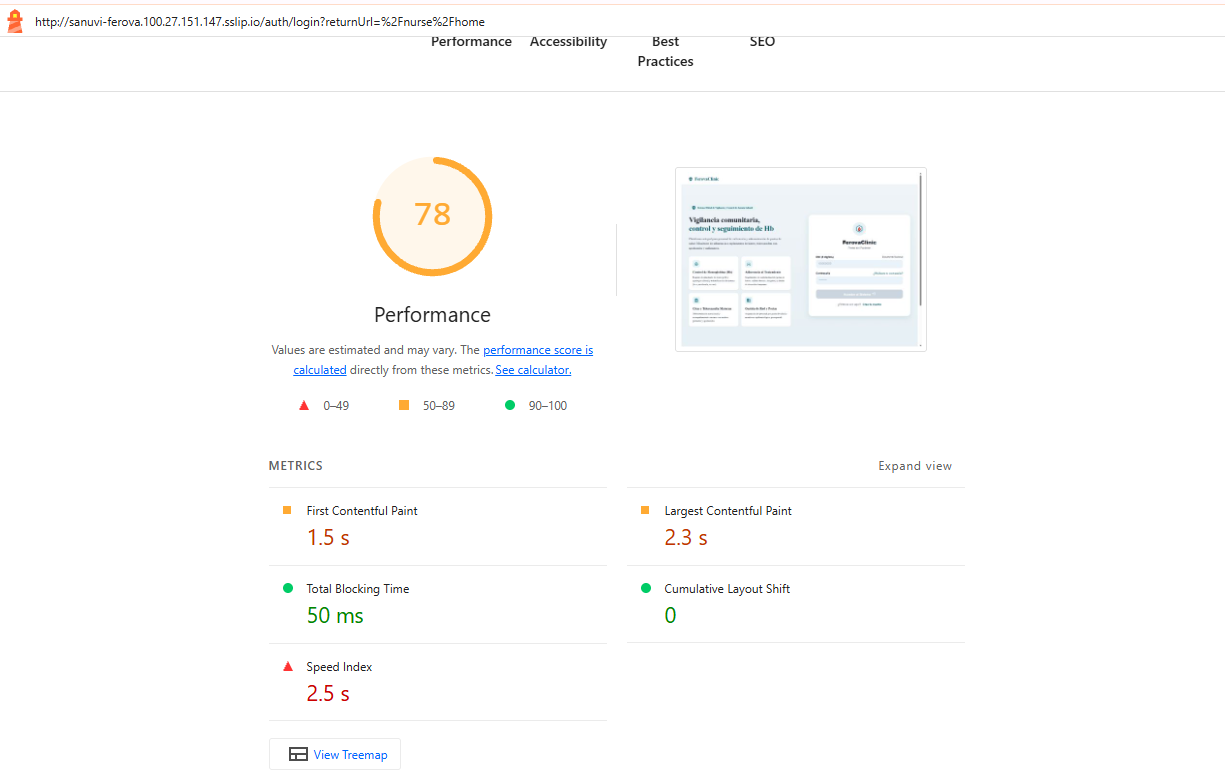 http://sanuvi-ferova.100.27.151.147.sslip.io/auth/login?returnUrl=%2Fnurse%2Fhome
Performance
Accessibility
Best
Practices
SEO
78
Performance
Values are estimated and may vary. The performance score is
calculated directly from these metrics. See calculator.
0–49
50–89
90–100
Vigilancia comunitaria,
control y seguimiento de Hb
FerovaClinic
METRICS
Expand view
First Contentful Paint
1.5 s
Largest Contentful Paint
2.3 s
Total Blocking Time
50 ms
Cumulative Layout Shift
0
Speed Index
2.5 s
View Treemap